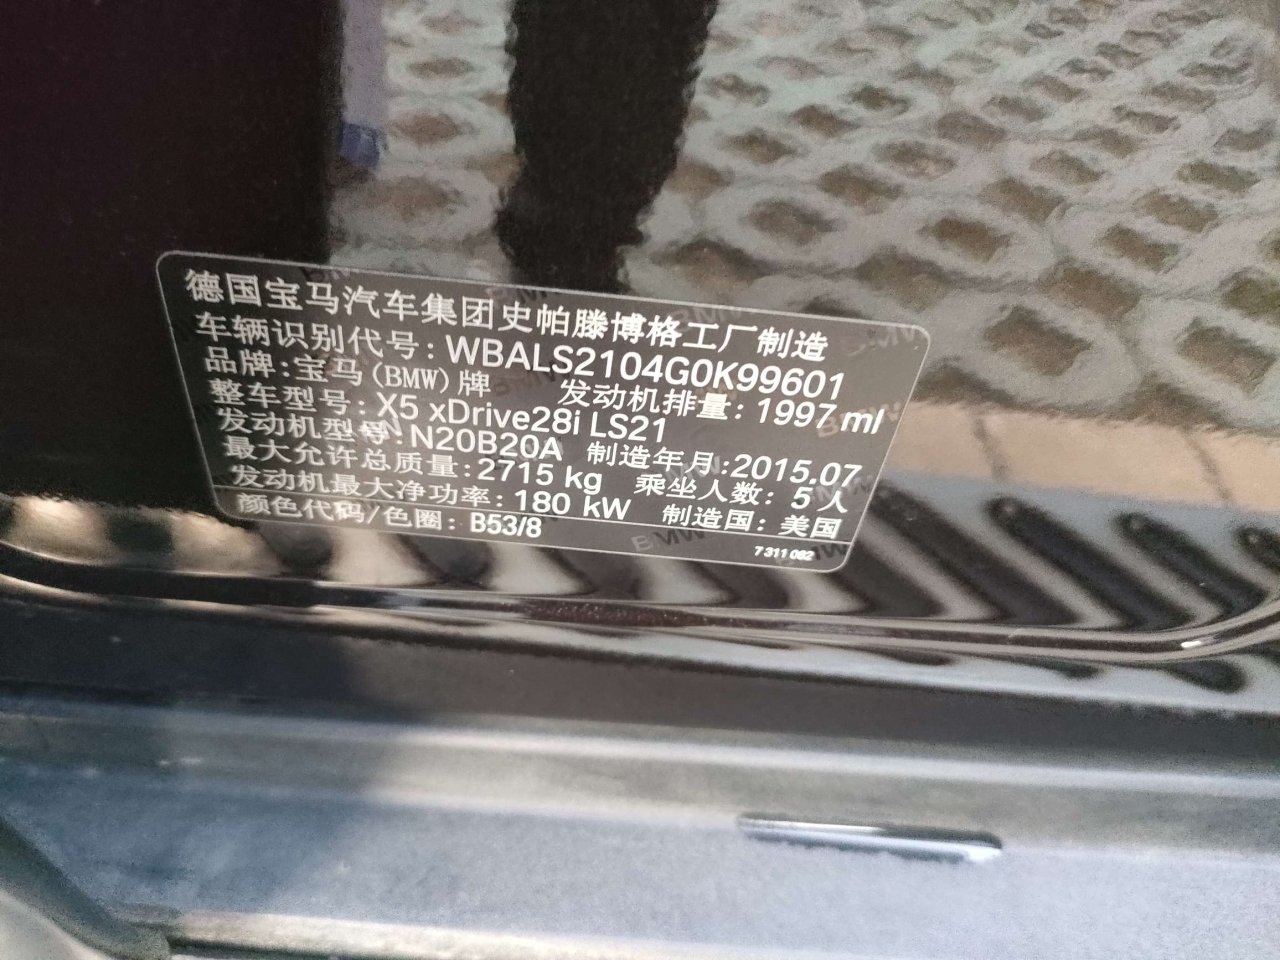 德国宝马汽车集团史帕滕博格工厂制造
车辆识别代号：WBALS2104G0K99601
品牌：宝马(BMW)牌 发动机排量：1997 ml
整车型号：X5 xDrive28i LS21
发动机型号：N20B20A 制造年月：2015.07
最大允许总质量：2715 kg 乘坐人数：5 人
发动机最大净功率：180 kW 制造国：美国
颜色代码/色圈：B53/8
7 311 082